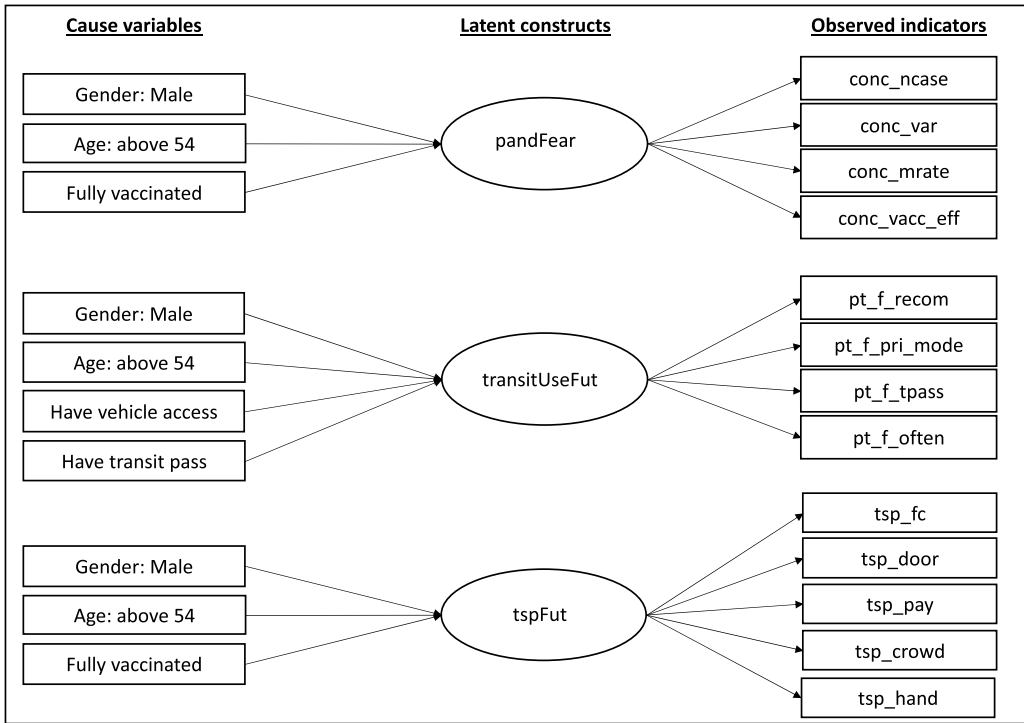 Cause variables
Latent constructs
Observed indicators
Gender: Male
Age: above 54
Fully vaccinated
pandFear
conc_ncase
conc_var
conc_mrate
conc_vacc_eff
Gender: Male
Age: above 54
Have vehicle access
Have transit pass
transitUseFut
pt_f_recom
pt_f_pri_mode
pt_f_tpass
pt_f_often
Gender: Male
Age: above 54
Fully vaccinated
tspFut
tsp_fc
tsp_door
tsp_pay
tsp_crowd
tsp_hand